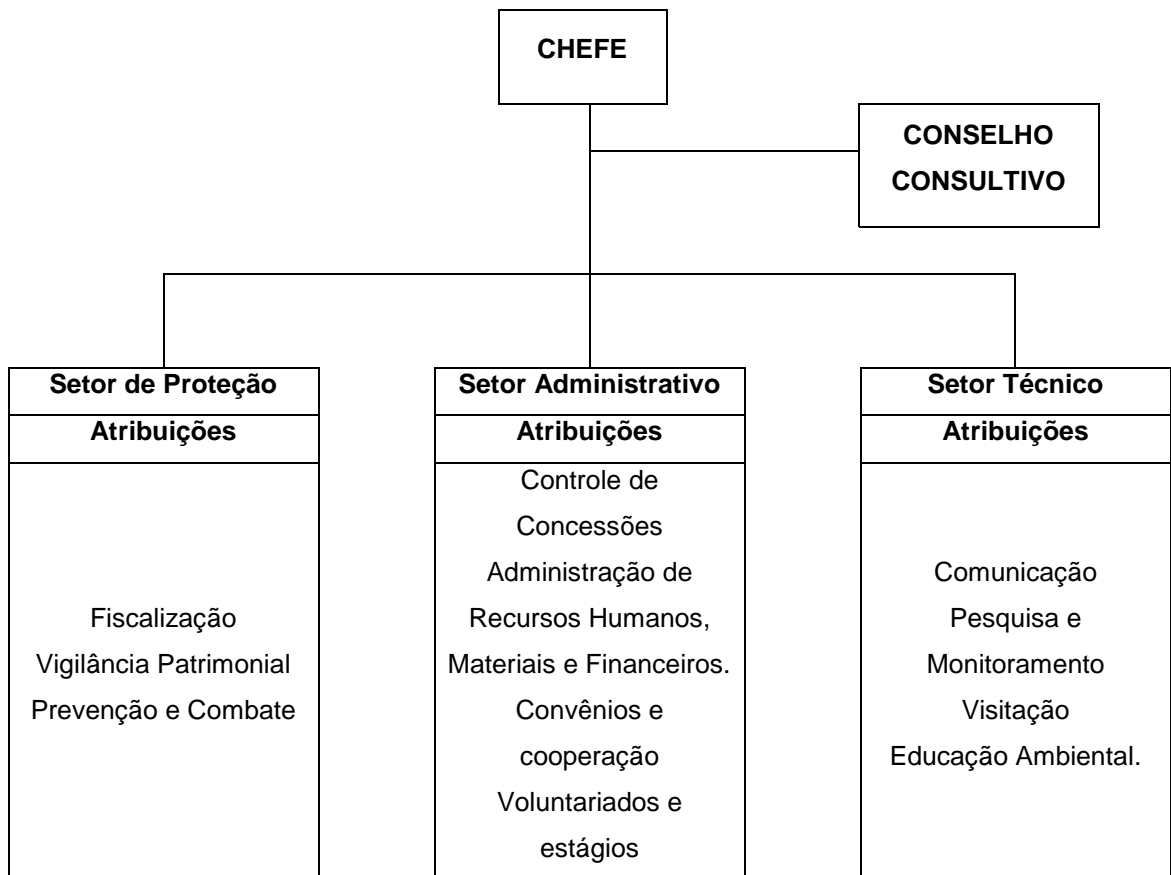 CHEFE
CONSELHO
CONSULTIVO
Setor de Proteção
Atribuições
Fiscalização
Vigilância Patrimonial
Prevenção e Combate
Setor Administrativo
Atribuições
Controle de
Concessões
Administração de
Recursos Humanos,
Materiais e Financeiros.
Convênios e
cooperação
Voluntariados e
estágios
Setor Técnico
Atribuições
Comunicação
Pesquisa e
Monitoramento
Visitação
Educação Ambiental.